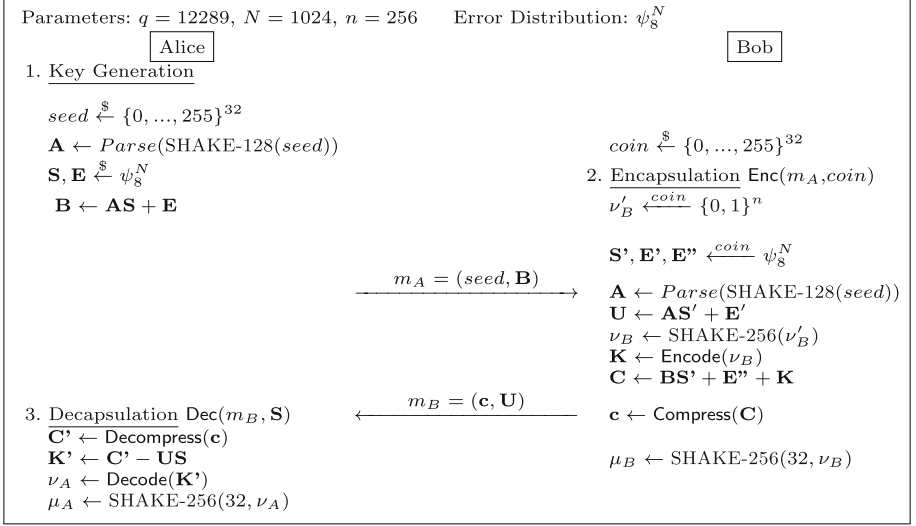 Parameters: q = 12289, N = 1024, n = 256 Error Distribution: ψ₈ᴺ
Alice Bob
1. Key Generation
seed ←$ {0, ..., 255}³²
A ← Parse(SHAKE-128(seed)) coin ←$ {0, ..., 255}³²
S, E ←$ ψ₈ᴺ 2. Encapsulation Enc(m_A,coin)
B ← AS + E ν′_B ←coin {0, 1}ⁿ
S', E', E” ←coin ψ₈ᴺ
m_A = (seed, B) A ← Parse(SHAKE-128(seed))
U ← AS′ + E′
ν_B ← SHAKE-256(ν′_B)
K ← Encode(ν_B)
C ← BS' + E” + K
3. Decapsulation Dec(m_B, S) m_B = (c, U) c ← Compress(C)
C' ← Decompress(c)
K' ← C' − US μ_B ← SHAKE-256(32, ν_B)
ν_A ← Decode(K')
μ_A ← SHAKE-256(32, ν_A)